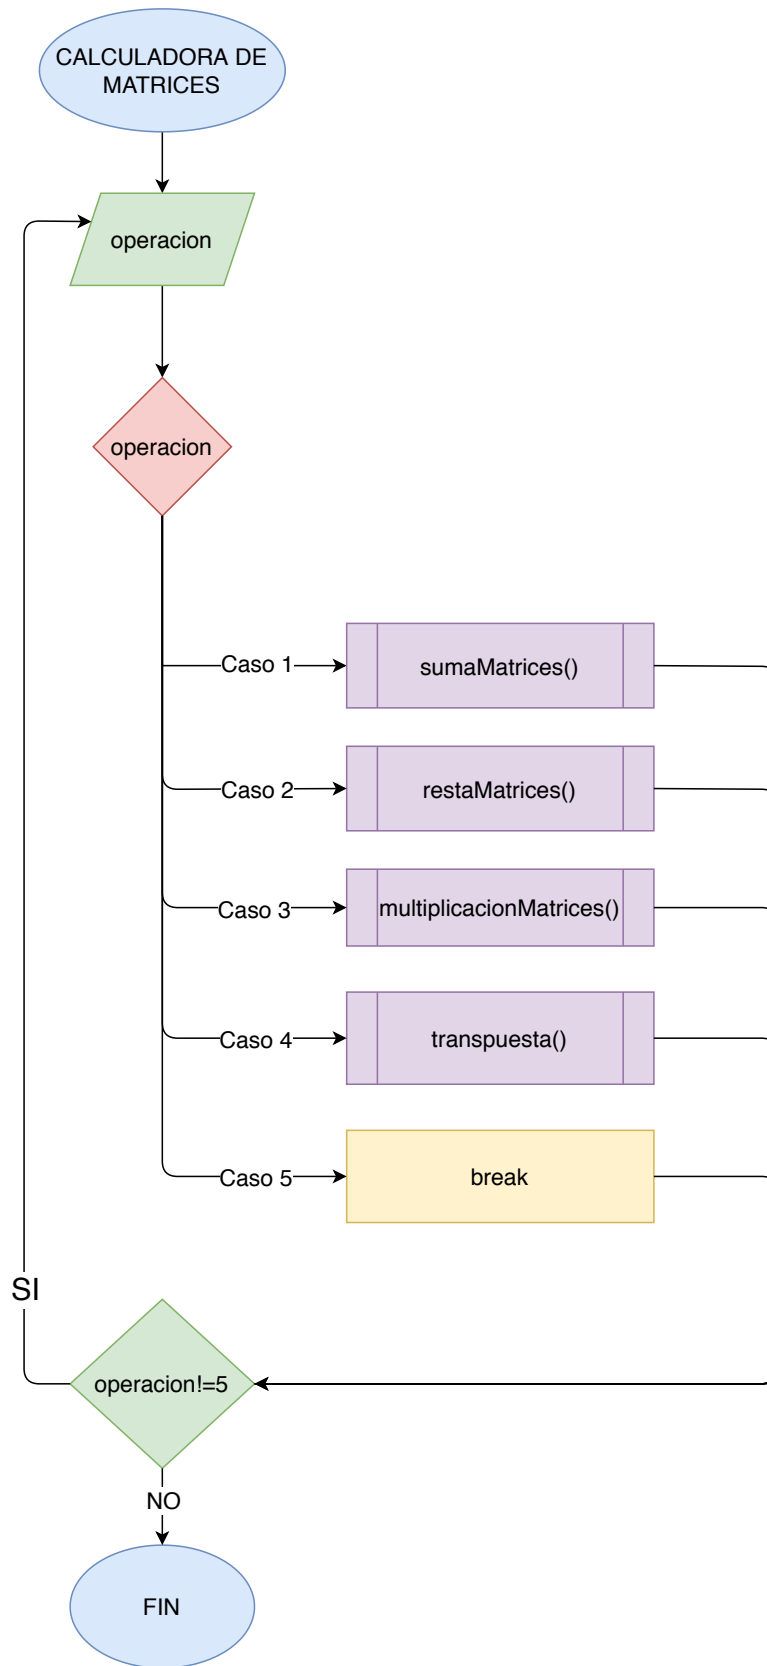 CALCULADORA DE
MATRICES
operacion
operacion
Caso 1
sumaMatrices()
Caso 2
restaMatrices()
Caso 3
multiplicacionMatrices()
Caso 4
transpuesta()
Caso 5
break
SI
operacion!=5
NO
FIN